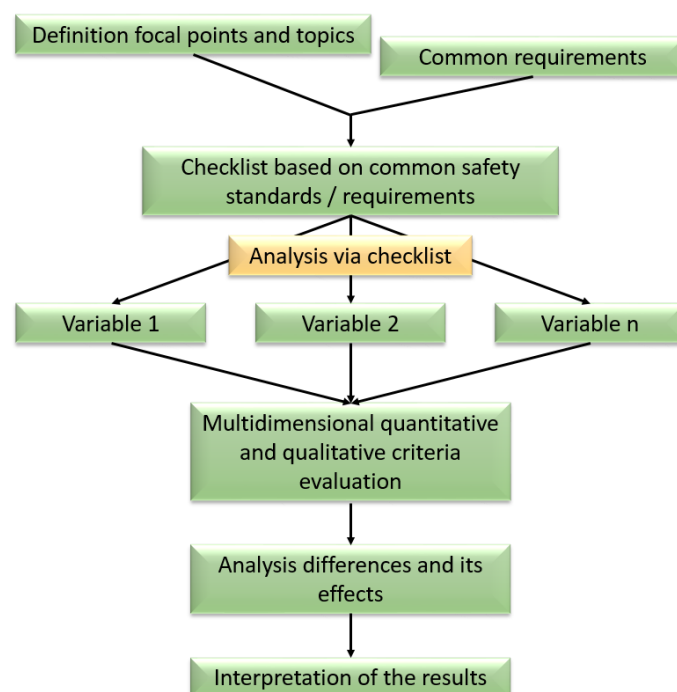 Definition focal points and topics
Common requirements
Checklist based on common safety
standards / requirements
Analysis via checklist
Variable 1
Variable 2
Variable n
Multidimensional quantitative
and qualitative criteria
evaluation
Analysis differences and its
effects
Interpretation of the results